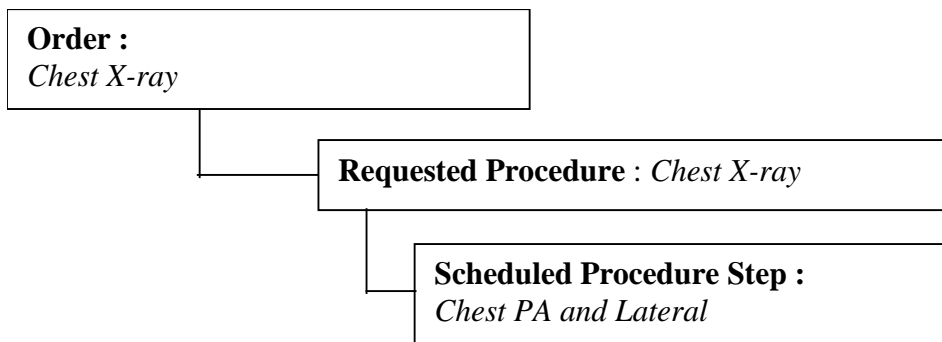 Order :
Chest X-ray
Requested Procedure : Chest X-ray
Scheduled Procedure Step :
Chest PA and Lateral